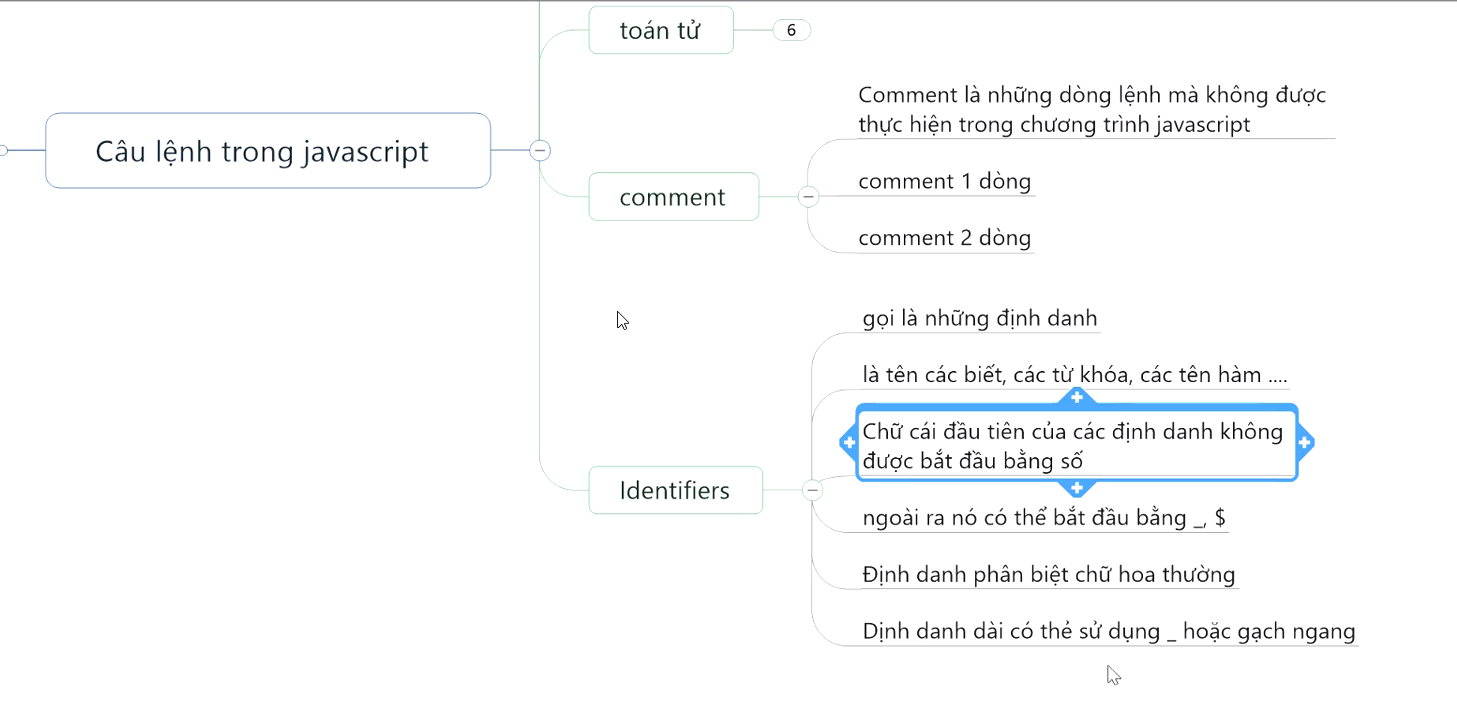 toán tử
6
Câu lệnh trong javascript
comment
Comment là những dòng lệnh mà không được
thực hiện trong chương trình javascript
comment 1 dòng
comment 2 dòng
Identifiers
gọi là những định danh
là tên các biết, các từ khóa, các tên hàm ....
Chữ cái đầu tiên của các định danh không
được bắt đầu bằng số
ngoài ra nó có thể bắt đầu bằng _, $
Định danh phân biệt chữ hoa thường
Dịnh danh dài có thẻ sử dụng _ hoặc gạch ngang